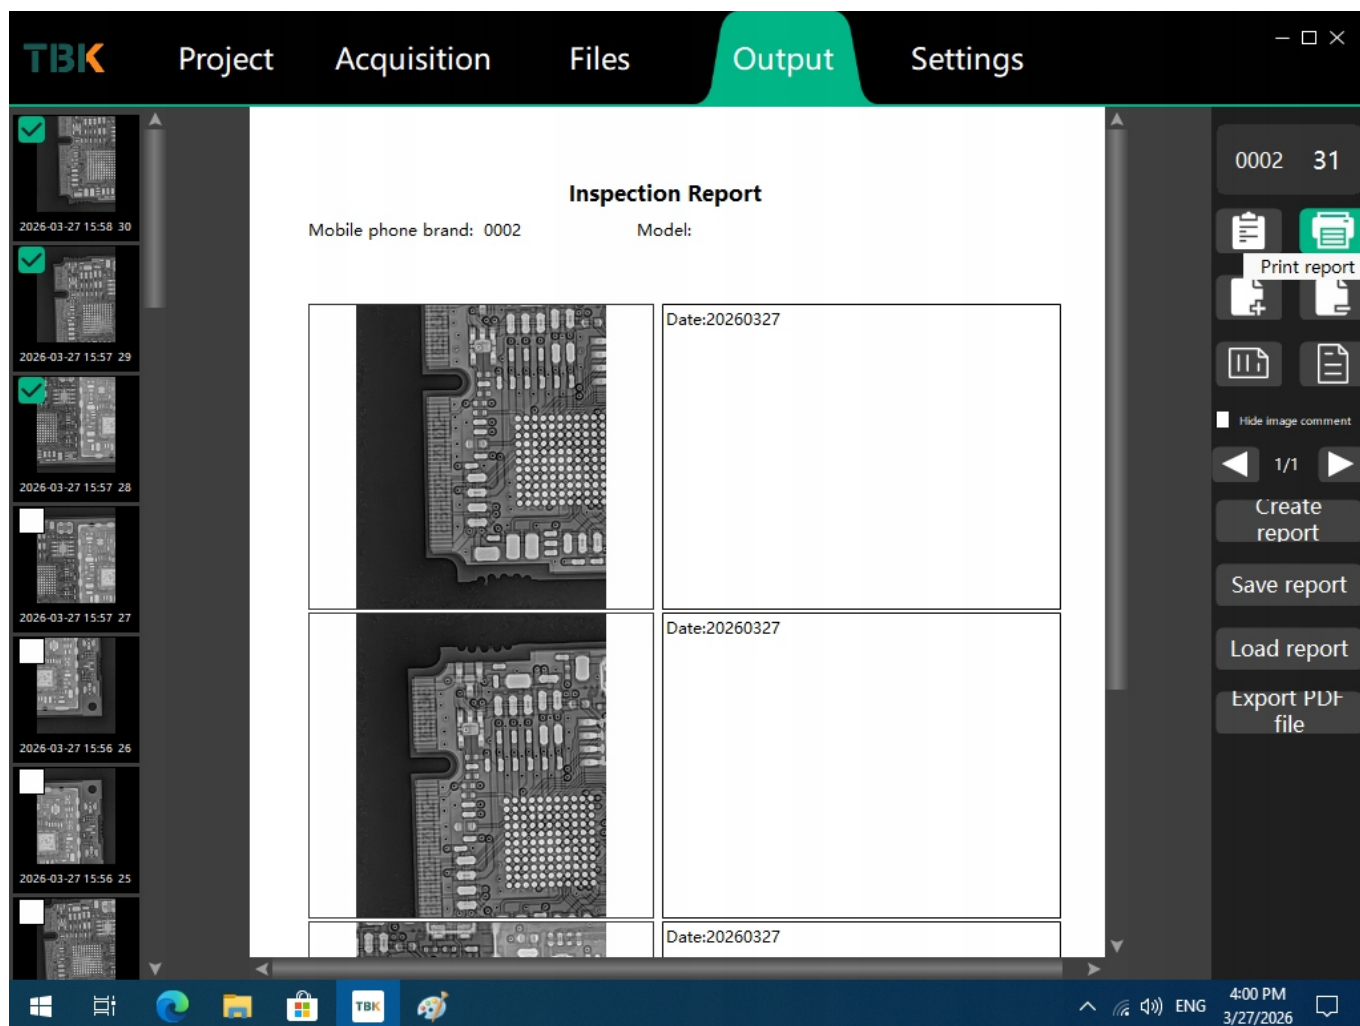 TBK
Project
Acquisition
Files
Output
Settings
2026-03-27 15:58 30
2026-03-27 15:57 29
2026-03-27 15:57 28
2026-03-27 15:57 27
2026-03-27 15:56 26
2026-03-27 15:56 25
Inspection Report
Mobile phone brand: 0002
Model:
Date:20260327
Date:20260327
Date:20260327
0002 31
Print report
Hide image comment
1/1
Create
report
Save report
Load report
Export PDF
file
TBK
ENG
4:00 PM
3/27/2026